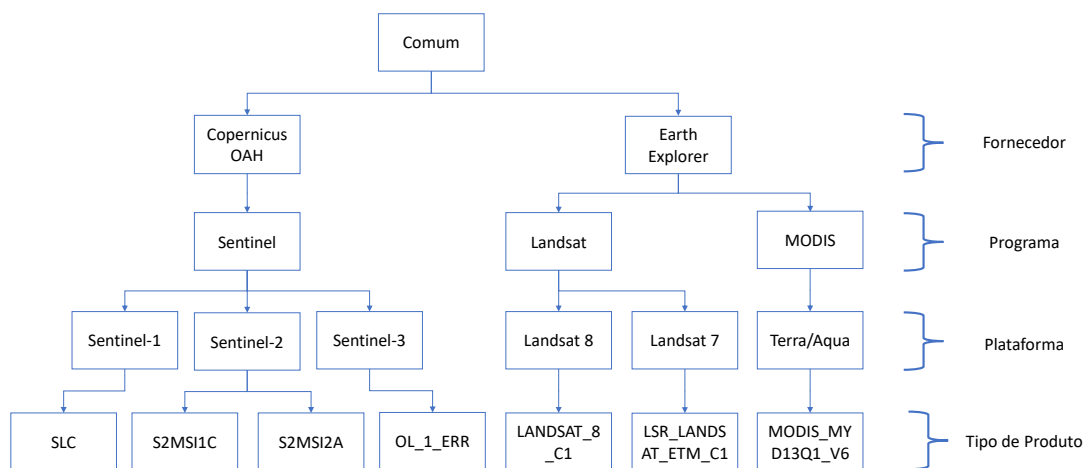 Comum
Copernicus
OAH
Earth
Explorer
Fornecedor
Sentinel
Landsat
MODIS
Programa
Sentinel-1
Sentinel-2
Sentinel-3
Landsat 8
Landsat 7
Terra/Aqua
Plataforma
SLC
S2MSI1C
S2MSI2A
OL_1_ERR
LANDSAT_8
_C1
LSR_LANDS
AT_ETM_C1
MODIS_MY
D13Q1_V6
Tipo de Produto